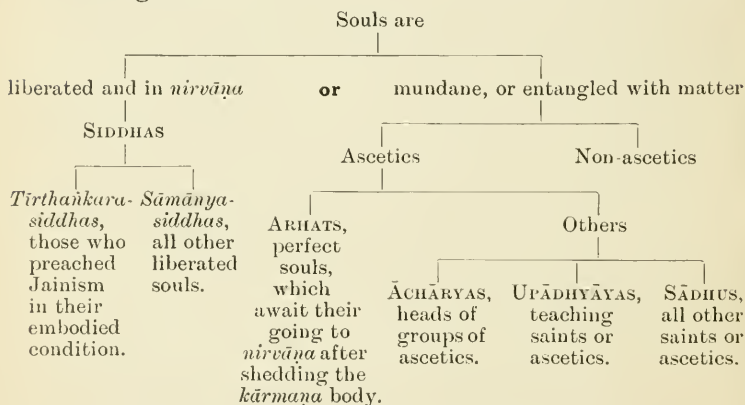 Souls are
liberated and in nirvāṇa or mundane, or entangled with matter
SIDDHAS
Ascetics Non-ascetics
Tīrthaṅkara-siddhas, those who preached Jainism in their embodied condition.
Sāmānya-siddhas, all other liberated souls.
ARHATS, perfect souls, which await their going to nirvāṇa after shedding the kārmaṇa body.
Others
ĀCHĀRYAS, heads of groups of ascetics.
UPĀDHYĀYAS, teaching saints or ascetics.
SĀDHUS, all other saints or ascetics.